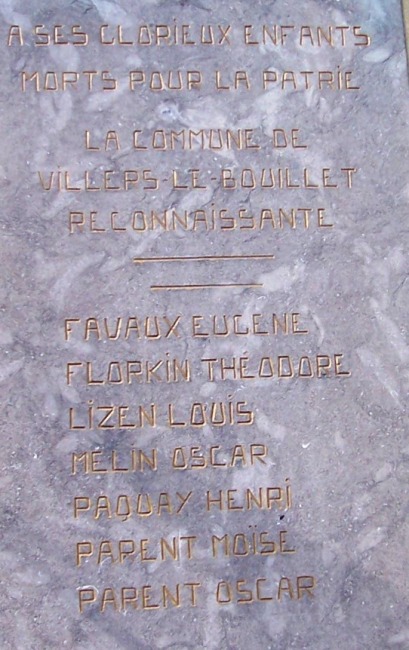 A SES GLORIEUX ENFANTS
MORTS POUR LA PATRIE
LA COMMUNE DE
VILLERS-LE-BOUILLET
RECONNAISSANTE
FAVAUX EUGENE
FLORKIN THÉODORE
LIZEN LOUIS
MÉLIN OSCAR
PAQUAY HENRI
PARENT MOÏSE
PARENT OSCAR